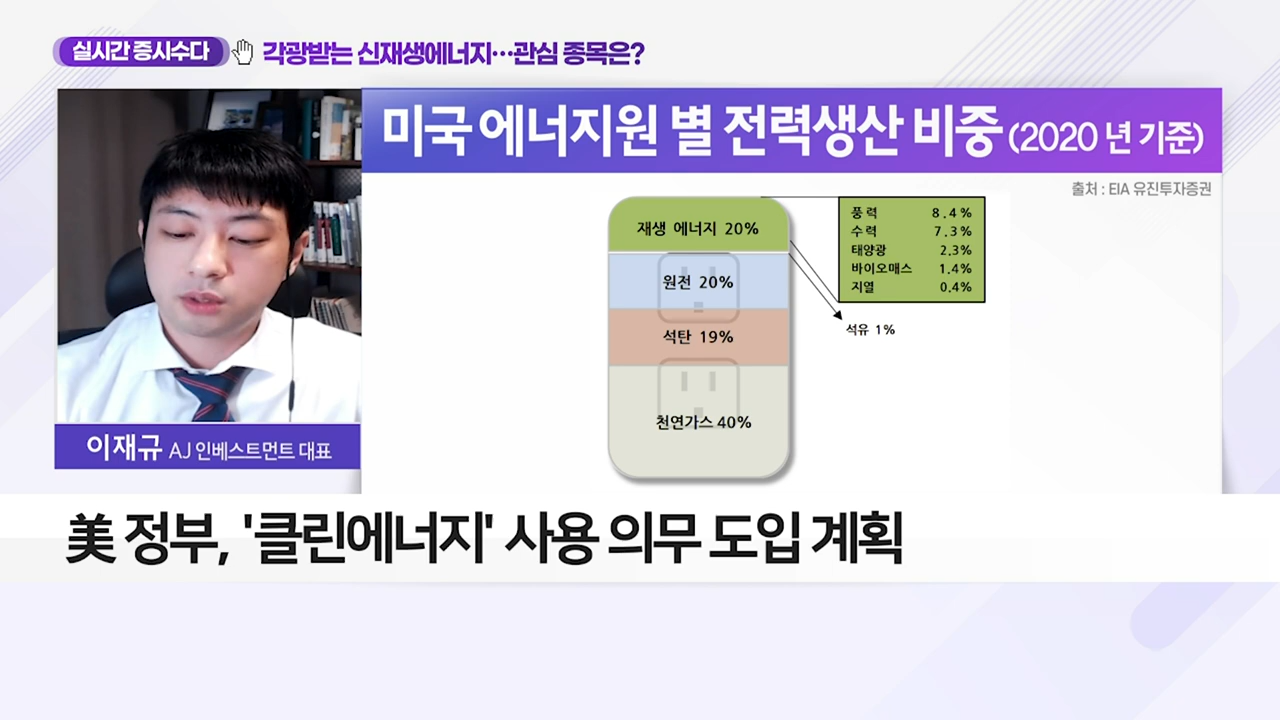 실시간 증시수다 각광받는 신재생에너지…관심 종목은?
미국 에너지원 별 전력생산 비중 (2020 년 기준)
출처 : EIA 유진투자증권
재생 에너지 20%
원전 20%
석탄 19%
천연가스 40%
풍력 8.4%
수력 7.3%
태양광 2.3%
바이오매스 1.4%
지열 0.4%
석유 1%
이재규 AJ 인베스트먼트 대표
美 정부, '클린에너지' 사용 의무 도입 계획